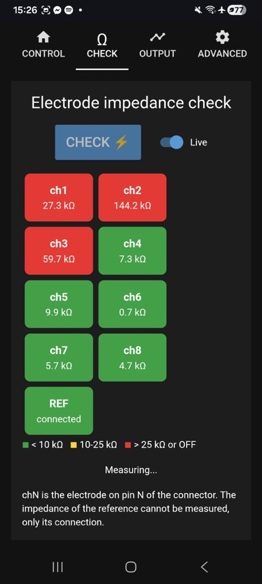 15:26
77
CONTROL
CHECK
OUTPUT
ADVANCED
Electrode impedance check
CHECK ⚡
Live
ch1
27.3 kΩ
ch2
144.2 kΩ
ch3
59.7 kΩ
ch4
7.3 kΩ
ch5
9.9 kΩ
ch6
0.7 kΩ
ch7
5.7 kΩ
ch8
4.7 kΩ
REF
connected
< 10 kΩ
10-25 kΩ
> 25 kΩ or OFF
Measuring...
chN is the electrode on pin N of the connector. The
impedance of the reference cannot be measured,
only its connection.